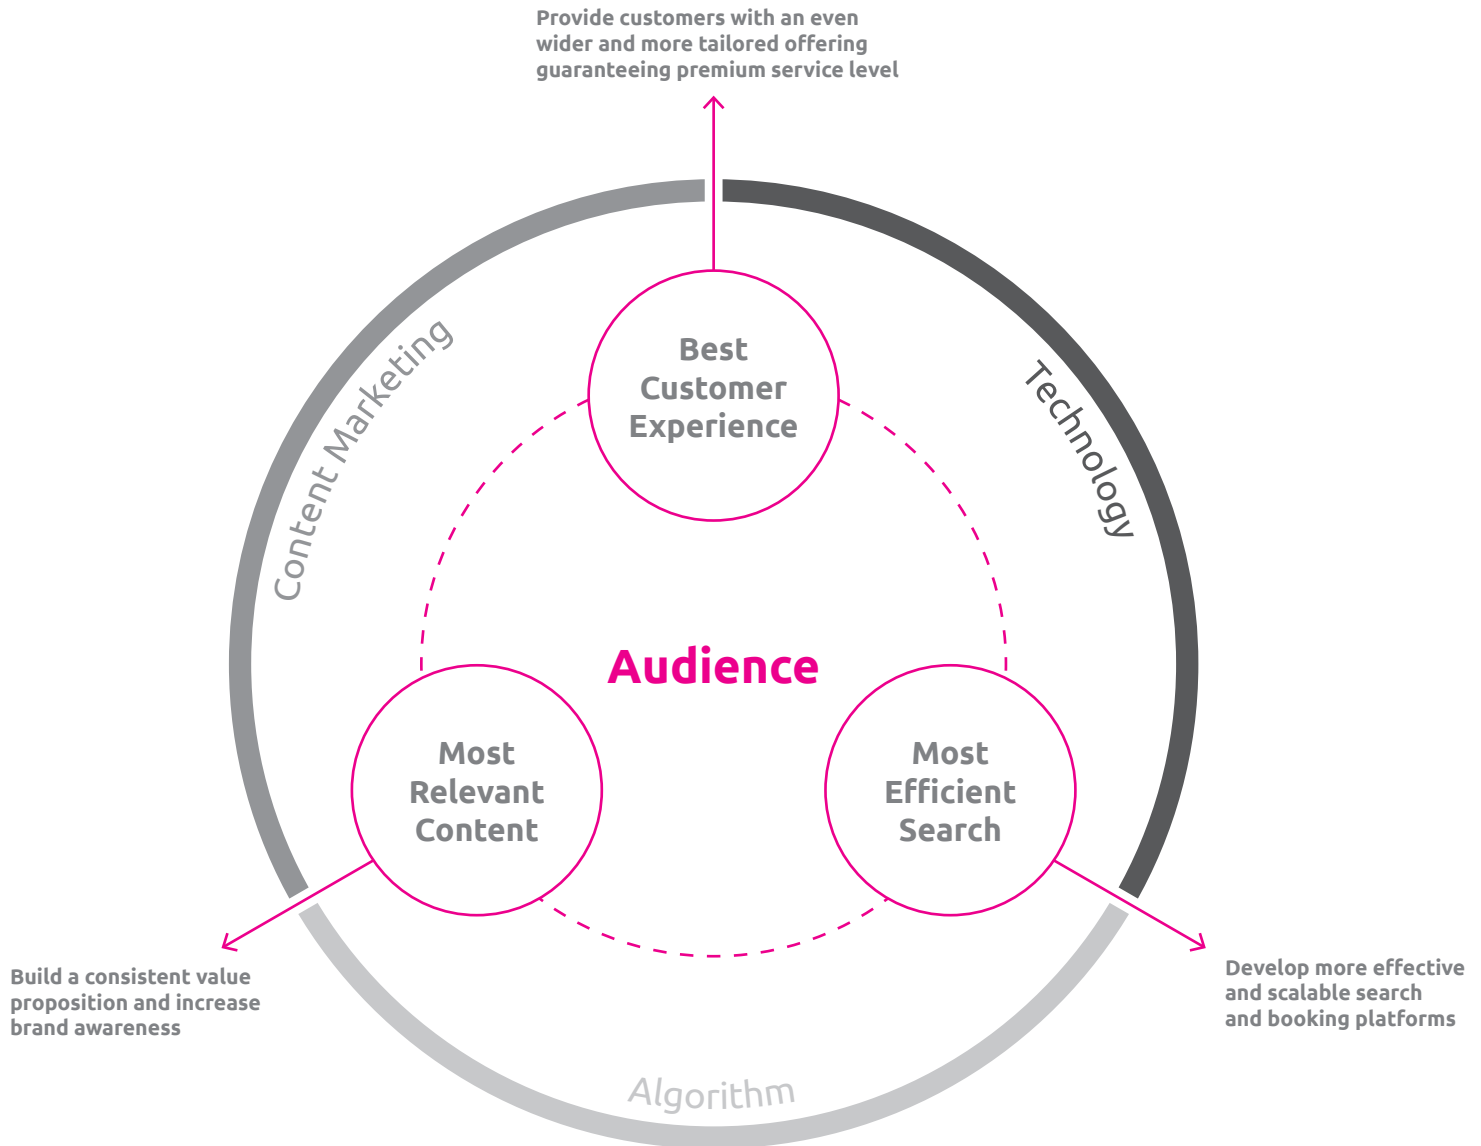 Provide customers with an even
wider and more tailored offering
guaranteeing premium service level
Content Marketing
Technology
Best
Customer
Experience
Audience
Most
Relevant
Content
Most
Efficient
Search
Build a consistent value
proposition and increase
brand awareness
Develop more effective
and scalable search
and booking platforms
Algorithm